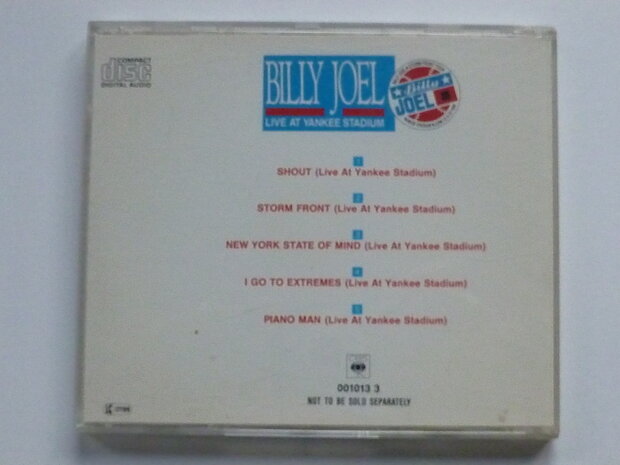 COMPACT
disc
DIGITAL AUDIO
BILLY JOEL
LIVE AT YANKEE STADIUM
Billy
JOEL
1
SHOUT (Live At Yankee Stadium)
2
STORM FRONT (Live At Yankee Stadium)
3
NEW YORK STATE OF MIND (Live At Yankee Stadium)
4
I GO TO EXTREMES (Live At Yankee Stadium)
5
PIANO MAN (Live At Yankee Stadium)
001013 3
NOT TO BE SOLD SEPARATELY